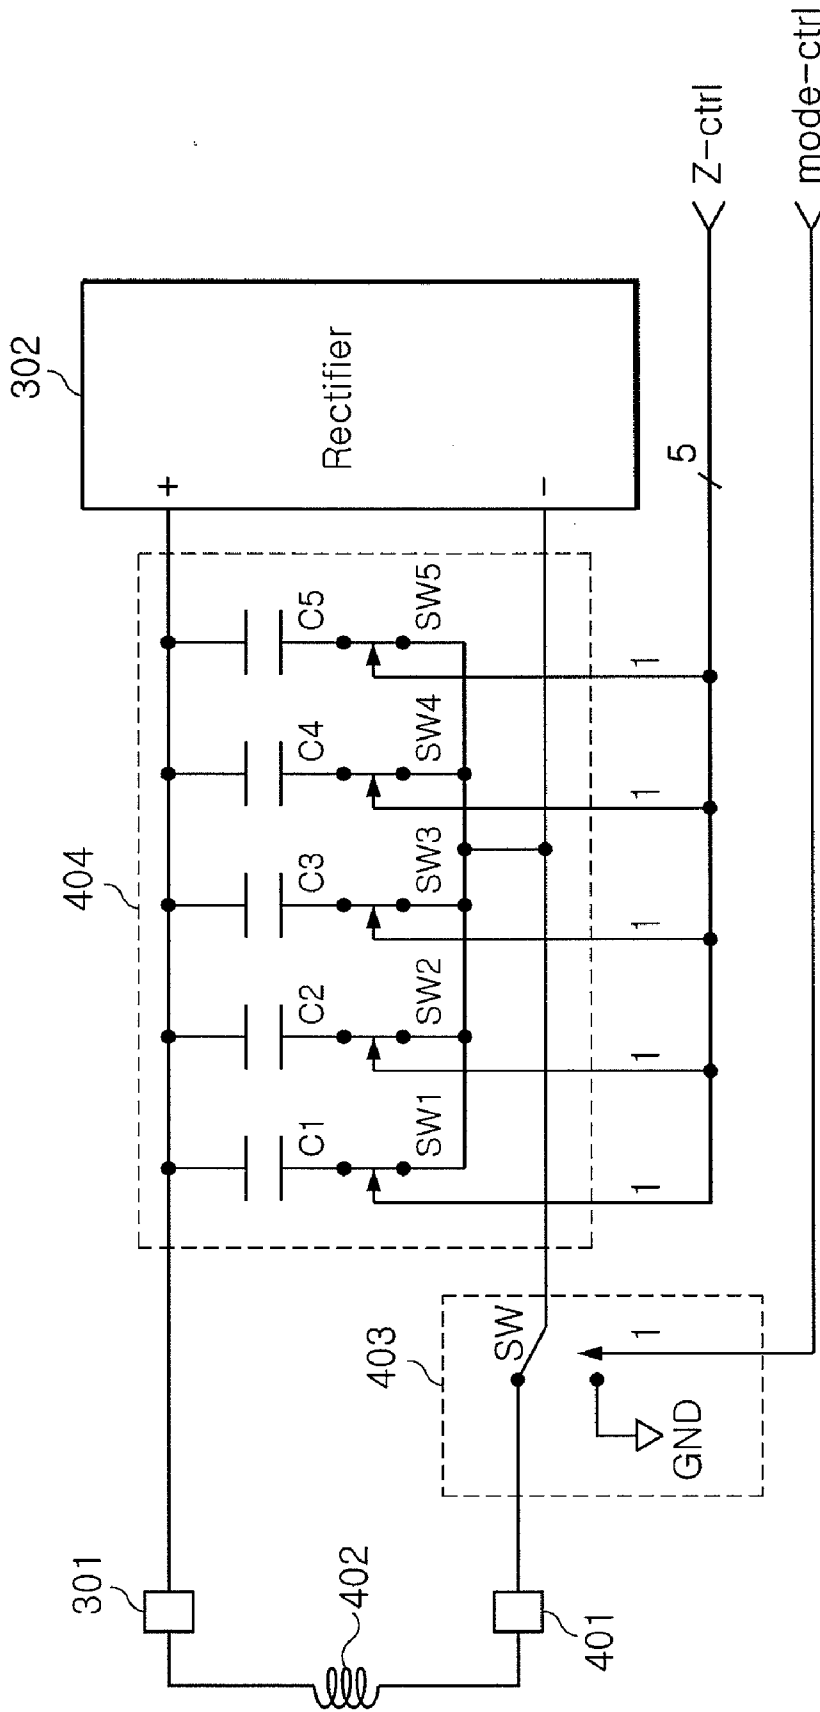 301
402
401
403
SW
GND
1
404
C1
C2
C3
C4
C5
SW1
SW2
SW3
SW4
SW5
1
1
1
1
1
302
+
Rectifier
-
5
Z-ctrl
mode-ctrl